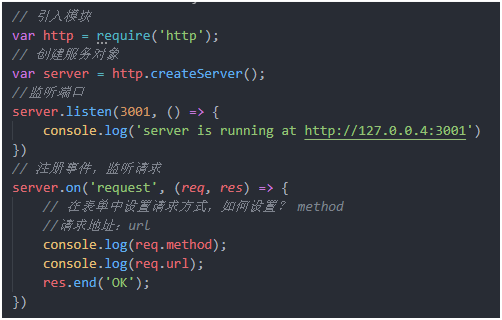 // 引入模块
var http = require('http');
// 创建服务对象
var server = http.createServer();
//监听端口
server.listen(3001, () => {
    console.log('server is running at http://127.0.0.4:3001')
})
// 注册事件，监听请求
server.on('request', (req, res) => {
    // 在表单中设置请求方式，如何设置？ method
    //请求地址：url
    console.log(req.method);
    console.log(req.url);
    res.end('OK');
})